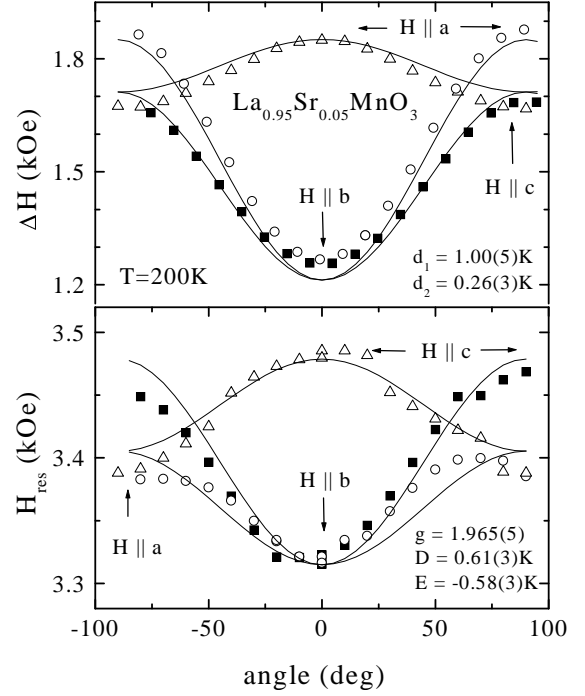 H || a
1.8
La₀.₉₅Sr₀.₀₅MnO₃
ΔH (kOe)
1.5
H || b
H || c
T=200K
d₁ = 1.00(5)K
d₂ = 0.26(3)K
1.2
3.5
H || c
H_res (kOe)
3.4
H || b
H || a
g = 1.965(5)
D = 0.61(3)K
E = -0.58(3)K
3.3
-100 -50 0 50 100
angle (deg)